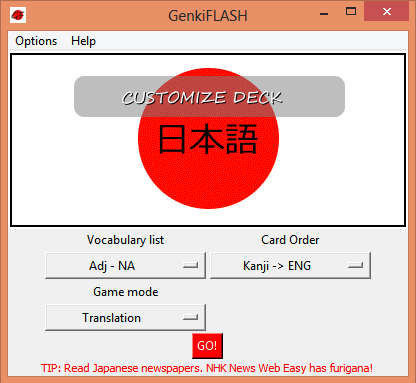 GenkiFLASH
Options Help
CUSTOMIZE DECK
日本語
Vocabulary list Card Order
Adj - NA Kanji -> ENG
Game mode
Translation
GO!
TIP: Read Japanese newspapers. NHK News Web Easy has furigana!